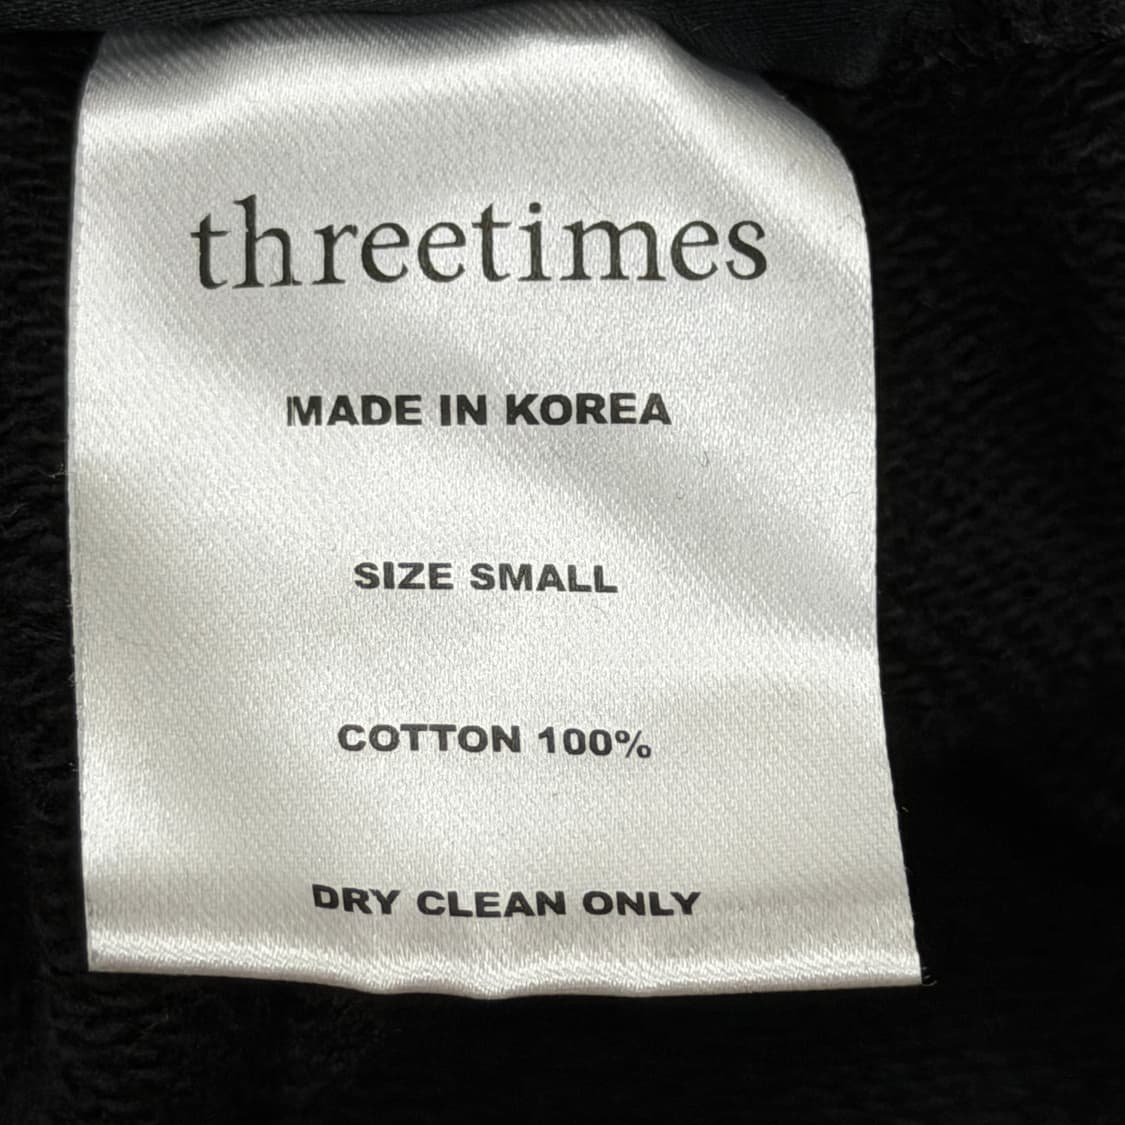 threetimes
MADE IN KOREA
SIZE SMALL
COTTON 100%
DRY CLEAN ONLY